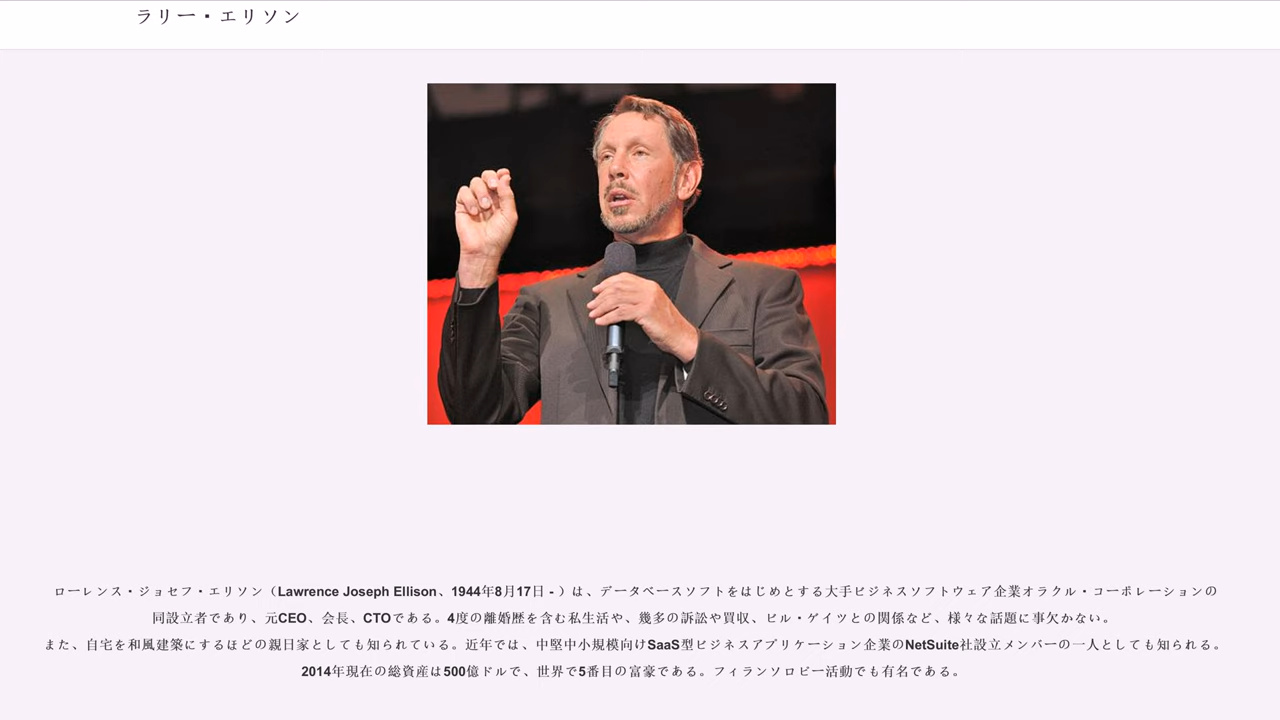 ラリー・エリソン
ローレンス・ジョセフ・エリソン（Lawrence Joseph Ellison、1944年8月17日 - ）は、データベースソフトをはじめとする大手ビジネスソフトウェア企業オラクル・コーポレーションの
同設立者であり、元CEO、会長、CTOである。4度の離婚歴を含む私生活や、幾多の訴訟や買収、ビル・ゲイツとの関係など、様々な話題に事欠かない。
また、自宅を和風建築にするほどの親日家としても知られている。近年では、中堅中小規模向けSaaS型ビジネスアプリケーション企業のNetSuite社設立メンバーの一人としても知られる。
2014年現在の総資産は500億ドルで、世界で5番目の富豪である。フィランソロピー活動でも有名である。